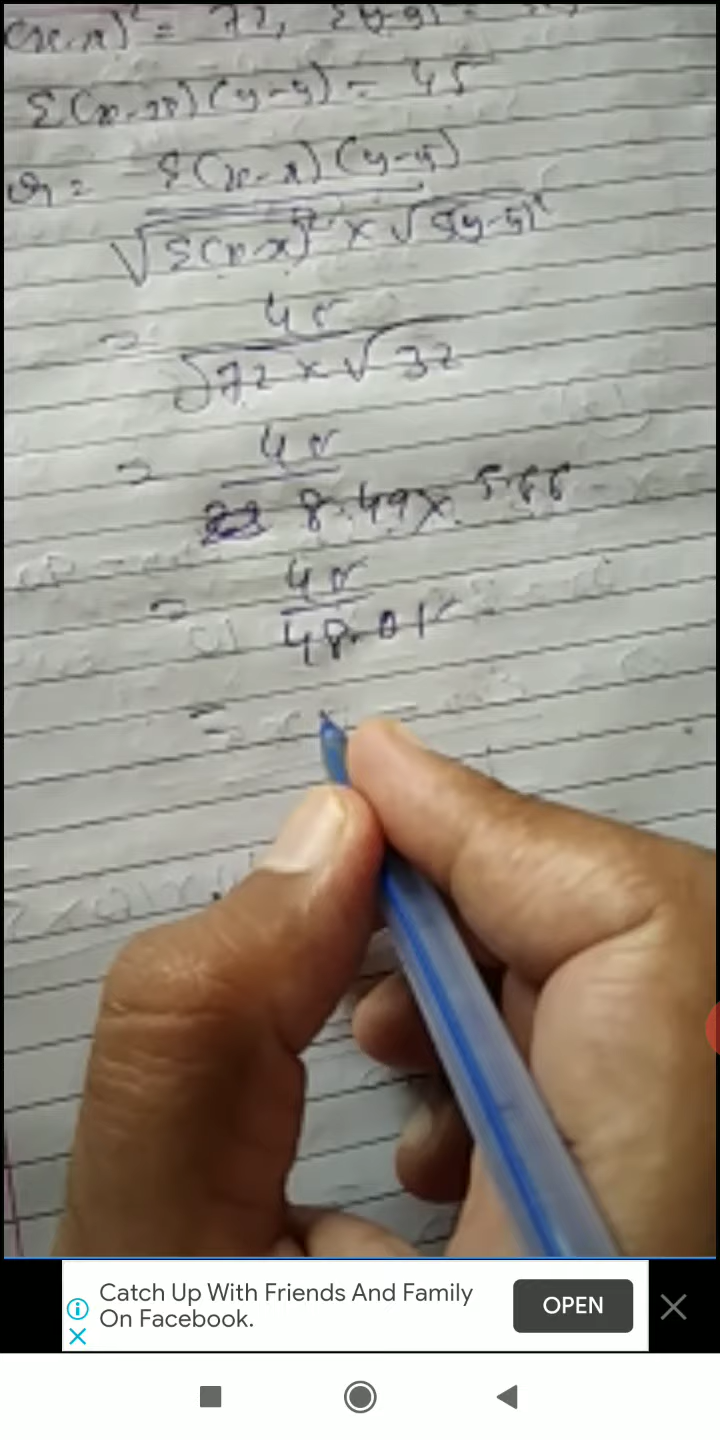 (x-x)² = 72, Σ(y-y)² =
Σ(x-x)(y-y) = 45
r = Σ(x-x)(y-y)
√Σ(x-x)² × √Σ(y-y)²
= 45
√72 × √32
= 45
8.49 × 5.66
= 45
48.01
=
Catch Up With Friends And Family
On Facebook.
OPEN